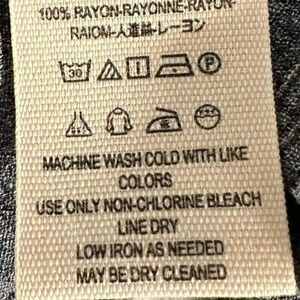 100% RAYON-RAYONNE-RAYON-
RAION-人造絲-レーヨン
30 P
MACHINE WASH COLD WITH LIKE
COLORS
USE ONLY NON-CHLORINE BLEACH
LINE DRY
LOW IRON AS NEEDED
MAY BE DRY CLEANED